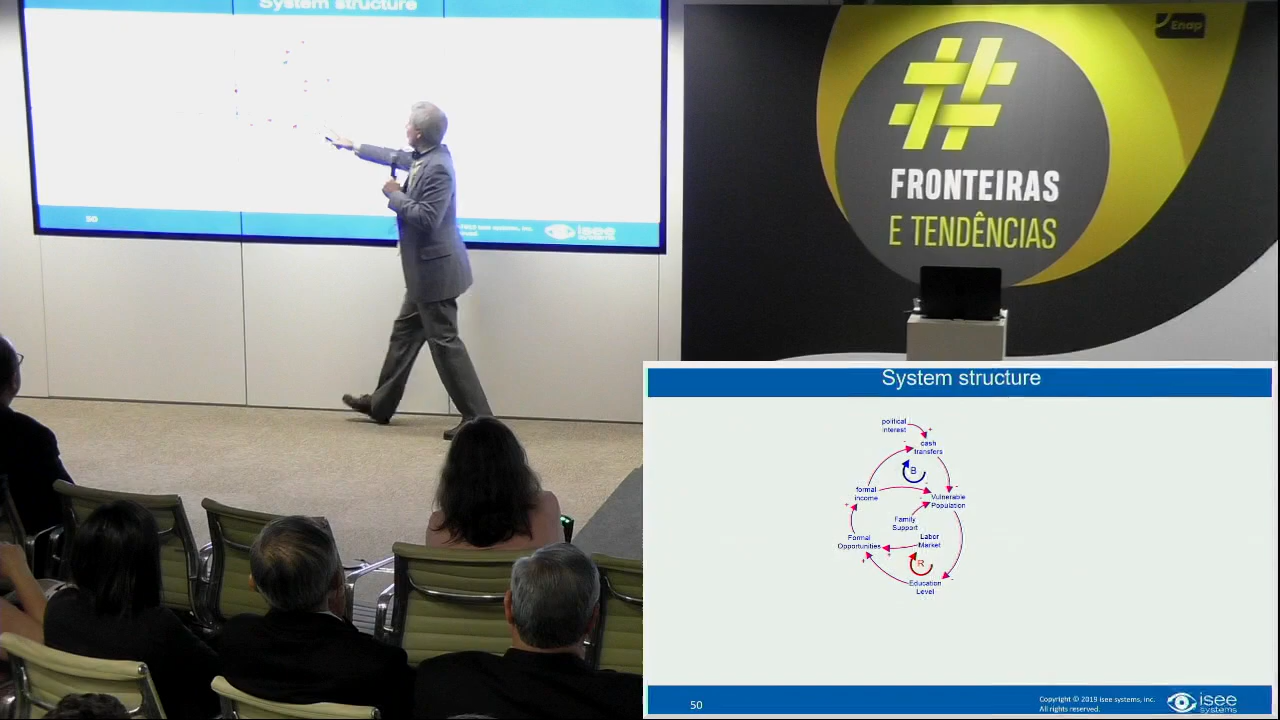 System structure
50
isee
systems
Enap
#
FRONTEIRAS
E TENDÊNCIAS
System structure
political
interest
+
cash
transfers
-
B
formal
income
-
-
Vulnerable
Population
+
-
Family
Support
Formal
Opportunities
Labor
Market
+
+
R
-
Education
Level
50
Copyright © 2019 isee systems, inc.
All rights reserved.
isee
systems